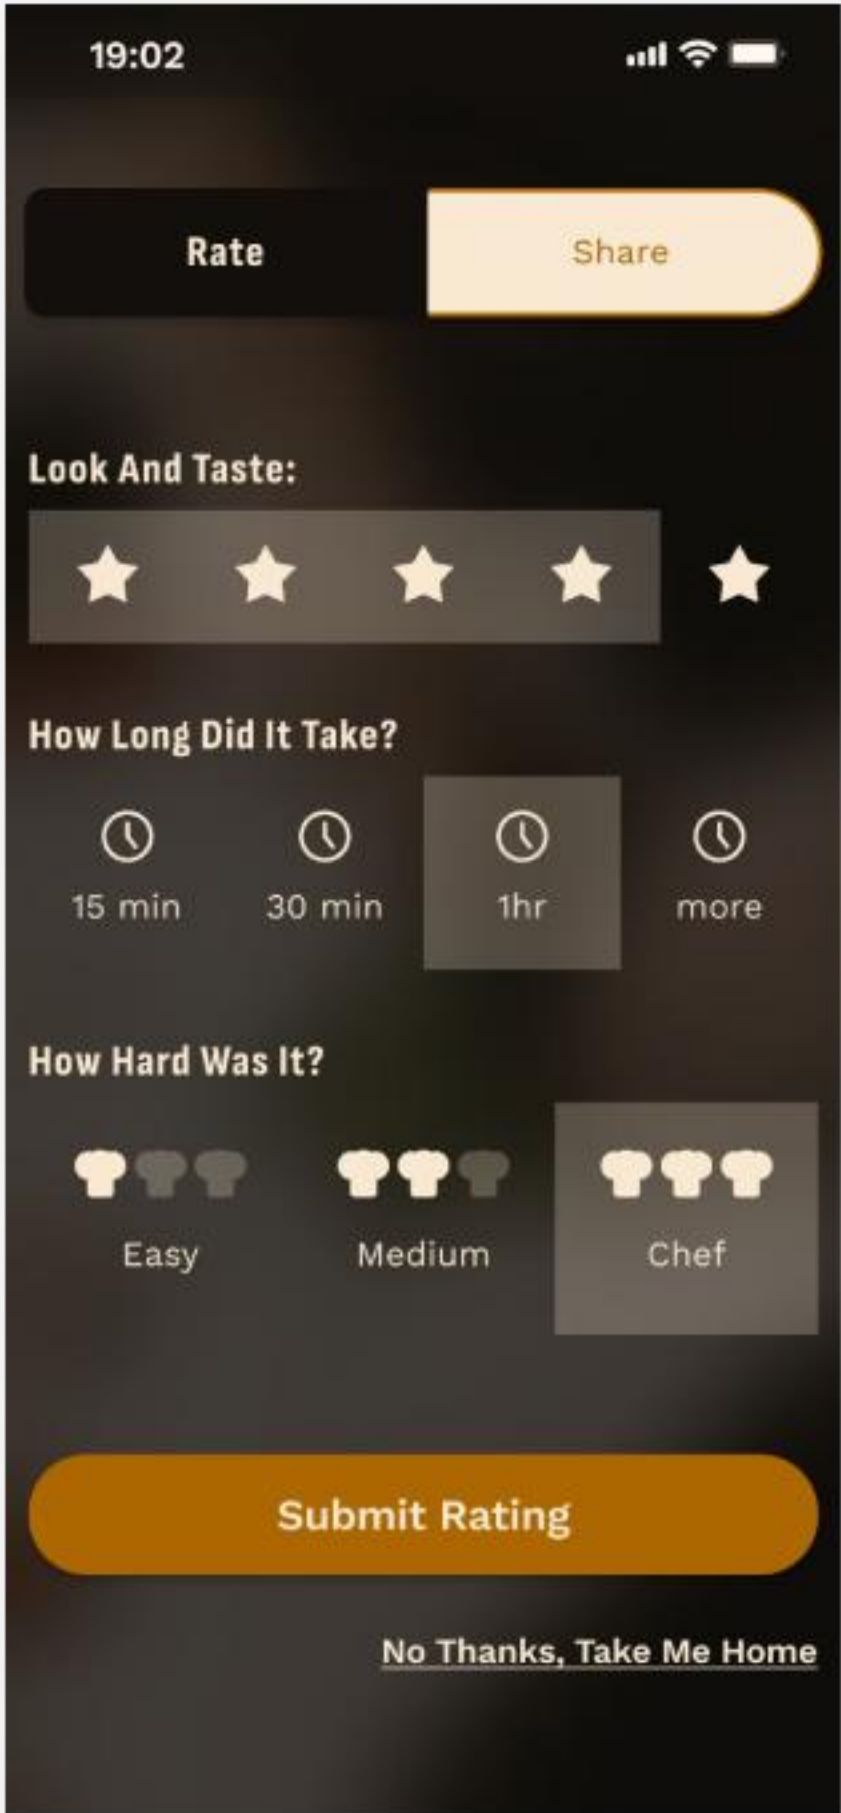 19:02
Rate Share
Look And Taste:
How Long Did It Take?
15 min 30 min 1hr more
How Hard Was It?
Easy Medium Chef
Submit Rating
No Thanks, Take Me Home